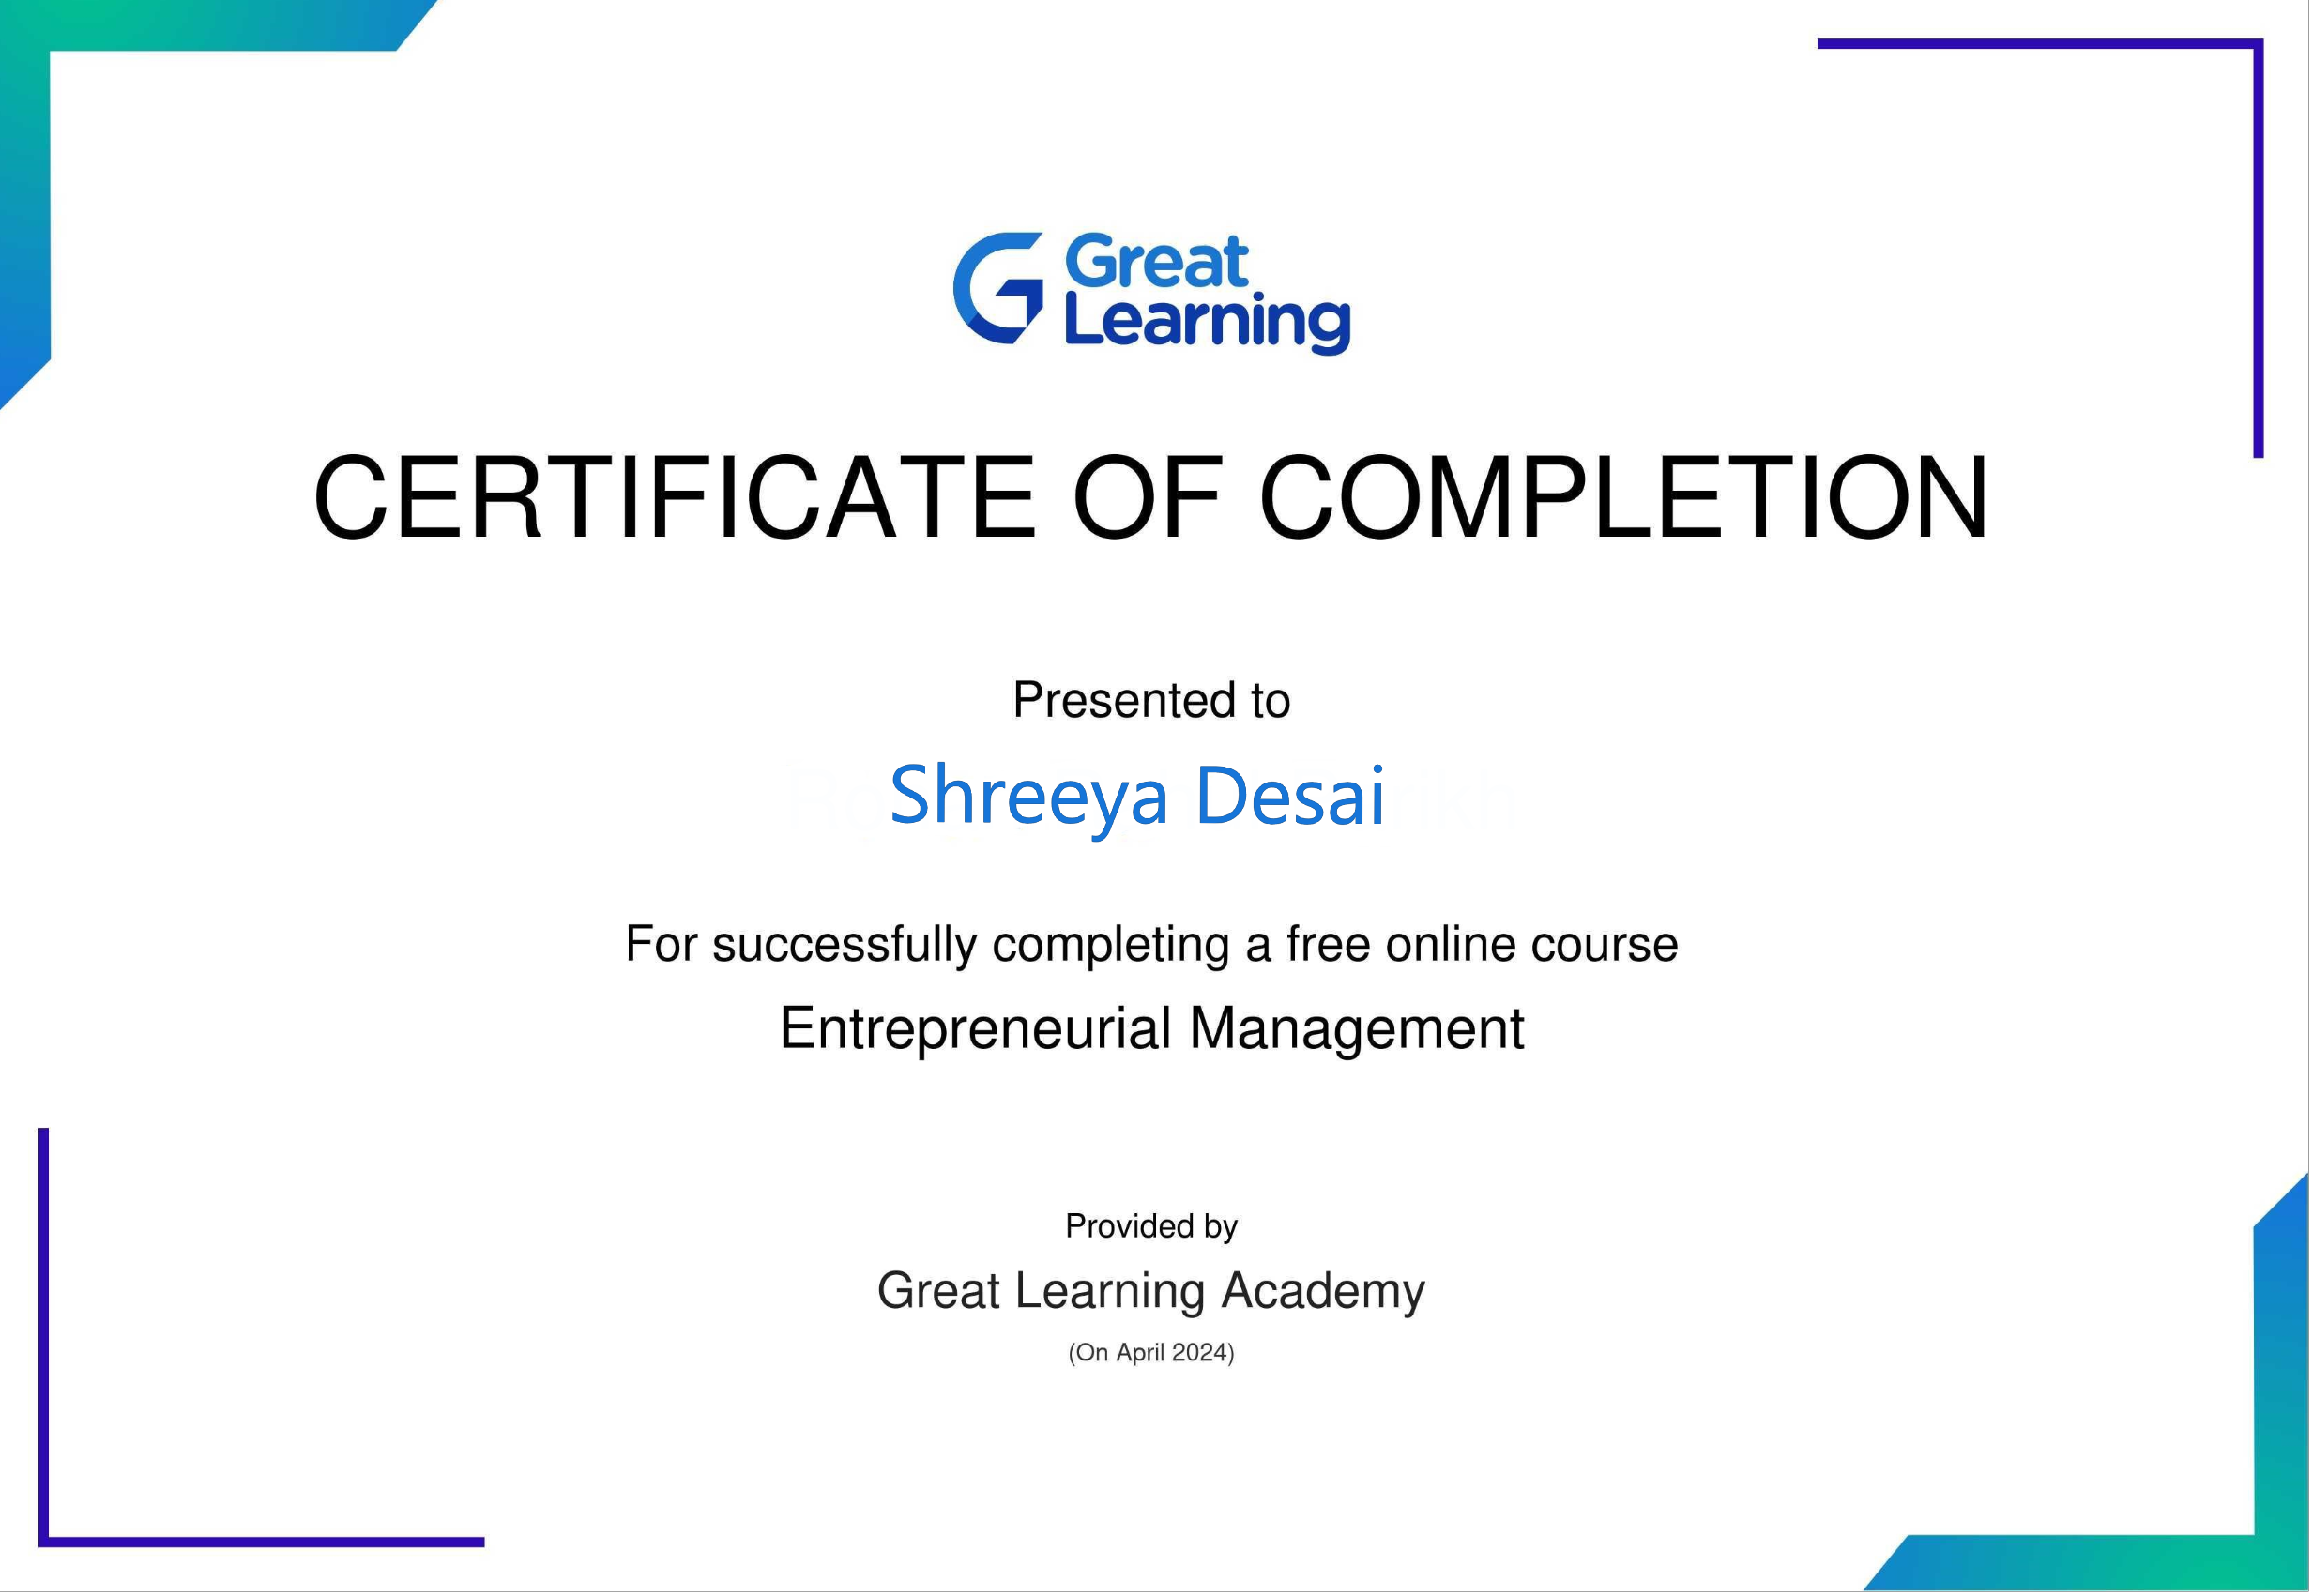 Great
Learning
CERTIFICATE OF COMPLETION
Presented to
Shreeya Desai
For successfully completing a free online course
Entrepreneurial Management
Provided by
Great Learning Academy
(On April 2024)